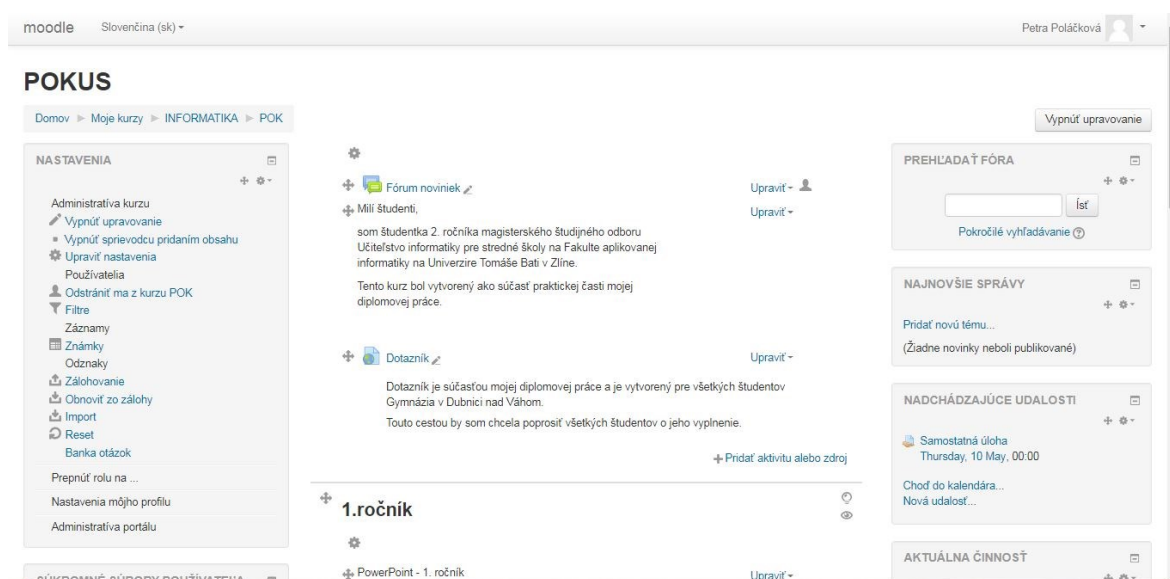 moodle
Slovenčina (sk)
Petra Poláčková
POKUS
Domov ► Moje kurzy ► INFORMATIKA ► POK
Vypnúť upravovanie
NASTAVENIA
Administratíva kurzu
Vypnúť upravovanie
Vypnúť sprievodcu pridaním obsahu
Upraviť nastavenia
Používatelia
Odstrániť ma z kurzu POK
Filtre
Záznamy
Známky
Odznaky
Zálohovanie
Obnoviť zo zálohy
Import
Reset
Banka otázok
Prepnúť rolu na ...
Nastavenia môjho profilu
Administratíva portálu
SÚKROMNÉ SÚBORY POUŽÍVATEĽA
Fórum noviniek
Upraviť
Milí študenti,
Upraviť
som študentka 2. ročníka magisterského študijného odboru
Učiteľstvo informatiky pre stredné školy na Fakulte aplikovanej
informatiky na Univerzire Tomáše Bati v Zlíne.
Tento kurz bol vytvorený ako súčasť praktickej časti mojej
diplomovej práce.
Dotazník
Upraviť
Dotazník je súčasťou mojej diplomovej práce a je vytvorený pre všetkých študentov
Gymnázia v Dubnici nad Váhom.
Touto cestou by som chcela poprosiť všetkých študentov o jeho vyplnenie.
Pridať aktivitu alebo zdroj
1.ročník
PowerPoint - 1. ročník
Upraviť
PREHĽADAŤ FÓRA
Ísť
Pokročilé vyhľadávanie
NAJNOVŠIE SPRÁVY
Pridať novú tému...
(Žiadne novinky neboli publikované)
NADCHÁDZAJÚCE UDALOSTI
Samostatná úloha
Thursday, 10 May, 00:00
Choď do kalendára...
Nová udalosť...
AKTUÁLNA ČINNOSŤ